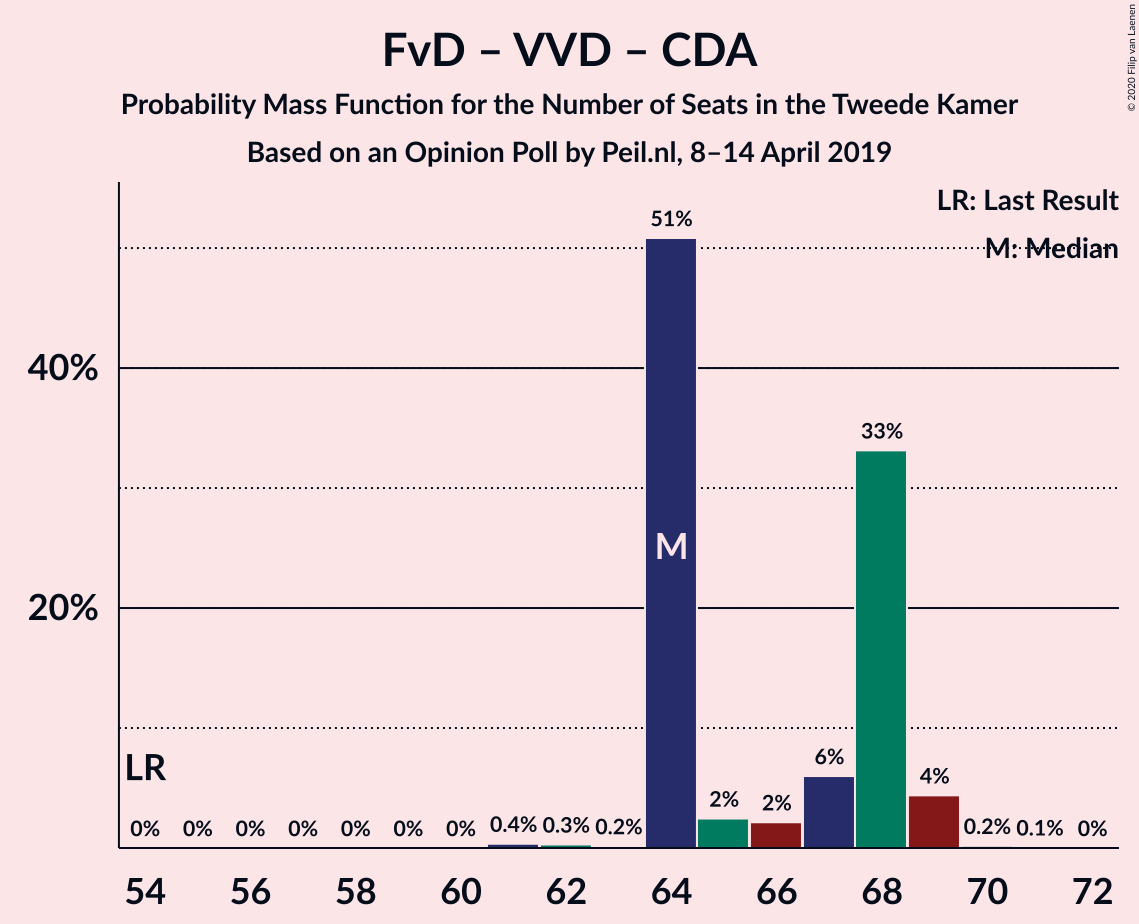 FvD – VVD – CDA
Probability Mass Function for the Number of Seats in the Tweede Kamer
Based on an Opinion Poll by Peil.nl, 8–14 April 2019
© 2020 Filip van Laenen
LR: Last Result
M: Median
51%
40%
33%
M
20%
LR
6%
4%
2%
2%
0% 0% 0% 0% 0% 0% 0% 0.4% 0.3% 0.2% 0.2% 0.1% 0%
54 56 58 60 62 64 66 68 70 72